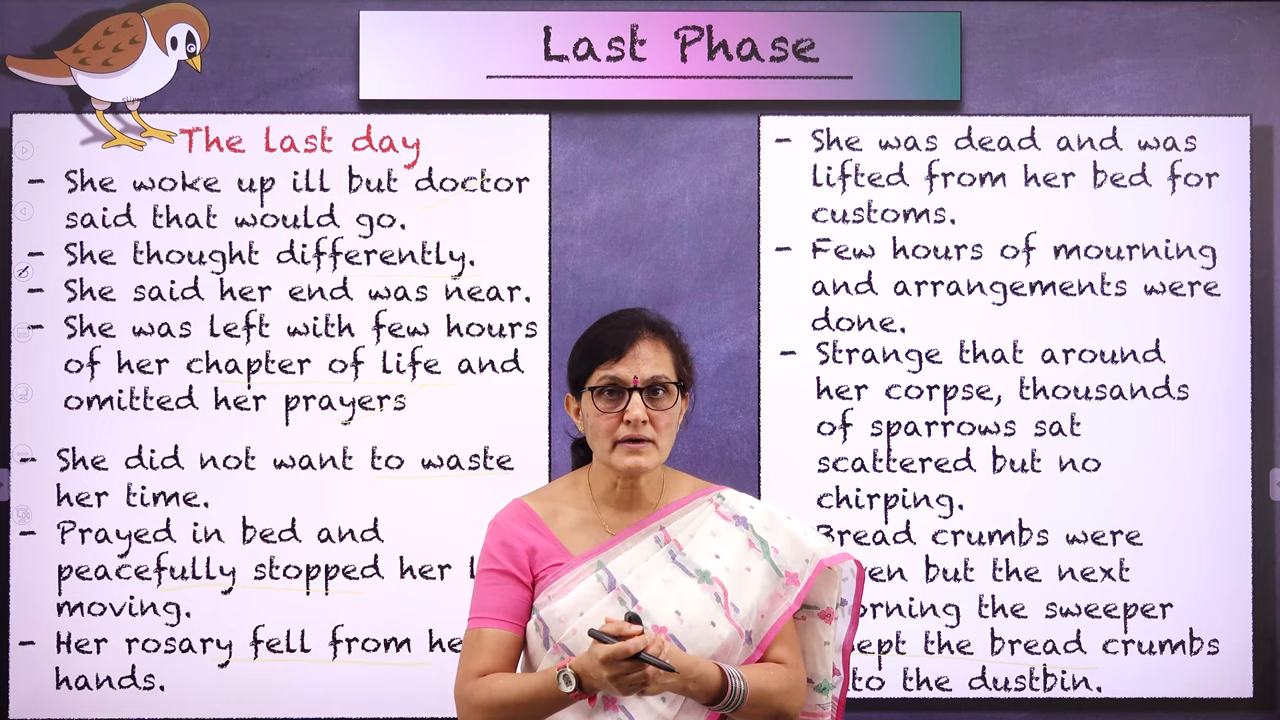 Last Phase
The last day
- She woke up ill but doctor
said that would go.
- She thought differently.
- She said her end was near.
- She was left with few hours
of her chapter of life and
omitted her prayers
- She did not want to waste
her time.
- Prayed in bed and
peacefully stopped her
moving.
- Her rosary fell from
hands.
- She was dead and was
lifted from her bed for
customs.
- Few hours of mourning
and arrangements were
done.
- Strange that around
her corpse, thousands
of sparrows sat
scattered but no
chirping.
Bread crumbs were
but the next
the sweeper
the bread crumbs
to the dustbin.